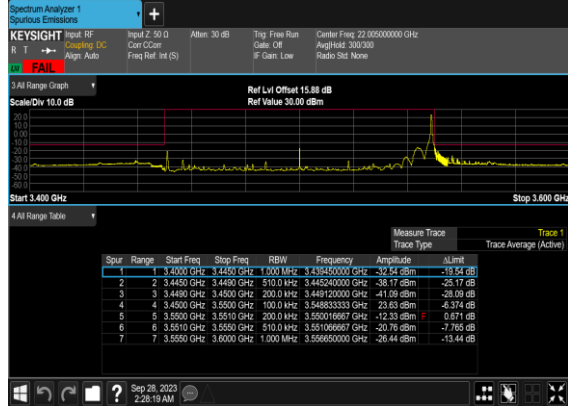 Spectrum Analyzer 1
Spurious Emissions
KEYSIGHT Input: RF Input Z: 50 Ω Atten: 30 dB Trig: Free Run Center Freq: 22.005000000 GHz
R T Coupling: DC Corr CCorr Gate: Off Avg|Hold: 300/300
Align: Auto Freq Ref: Int (S) IF Gain: Low Radio Std: None
FAIL
3 All Range Graph
Ref Lvl Offset 15.88 dB
Scale/Div 10.0 dB Ref Value 30.00 dBm
20.0
10.0
0.00
-10.0
-20.0
-30.0
-40.0
-50.0
-60.0
Start 3.400 GHz Stop 3.600 GHz
4 All Range Table
Measure Trace Trace 1
Trace Type Trace Average (Active)
Spur Range Start Freq Stop Freq RBW Frequency Amplitude ΔLimit
1 1 3.4000 GHz 3.4450 GHz 1.000 MHz 3.439450000 GHz -32.54 dBm -19.54 dB
2 2 3.4450 GHz 3.4490 GHz 510.0 kHz 3.445240000 GHz -38.17 dBm -25.17 dB
3 3 3.4490 GHz 3.4500 GHz 200.0 kHz 3.449120000 GHz -41.09 dBm -28.09 dB
4 4 3.4500 GHz 3.5500 GHz 100.0 kHz 3.548833333 GHz 23.63 dBm -6.374 dB
5 5 3.5500 GHz 3.5510 GHz 200.0 kHz 3.550016667 GHz -12.33 dBm F 0.671 dB
6 6 3.5510 GHz 3.5550 GHz 510.0 kHz 3.551066667 GHz -20.76 dBm -7.765 dB
7 7 3.5550 GHz 3.6000 GHz 1.000 MHz 3.556650000 GHz -26.44 dBm -13.44 dB
? Sep 28, 2023
2:28:19 AM